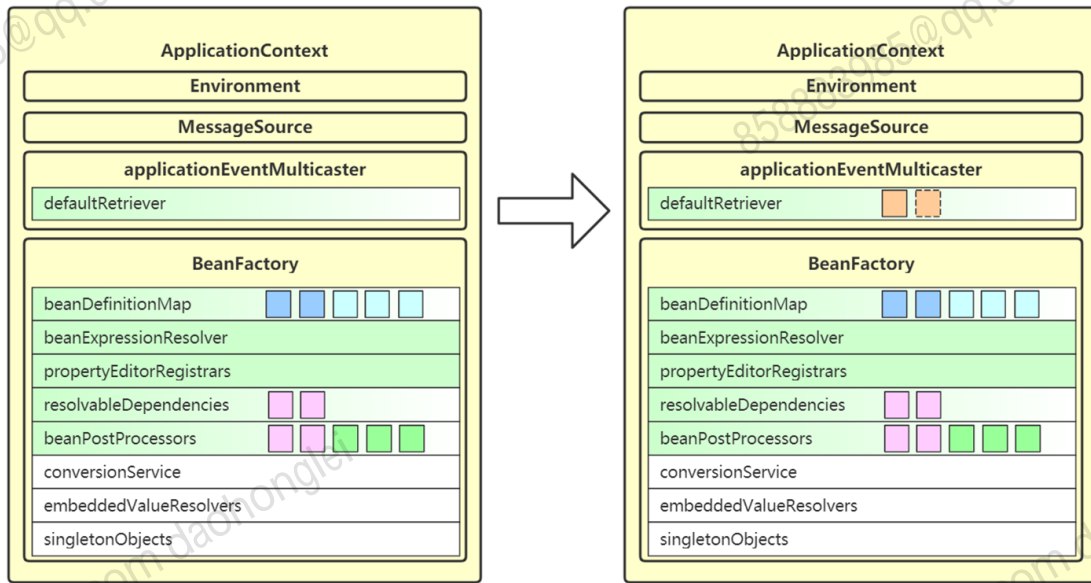 ApplicationContext
Environment
MessageSource
applicationEventMulticaster
defaultRetriever
BeanFactory
beanDefinitionMap
beanExpressionResolver
propertyEditorRegistrars
resolvableDependencies
beanPostProcessors
conversionService
embeddedValueResolvers
singletonObjects
ApplicationContext
Environment
MessageSource
applicationEventMulticaster
defaultRetriever
BeanFactory
beanDefinitionMap
beanExpressionResolver
propertyEditorRegistrars
resolvableDependencies
beanPostProcessors
conversionService
embeddedValueResolvers
singletonObjects